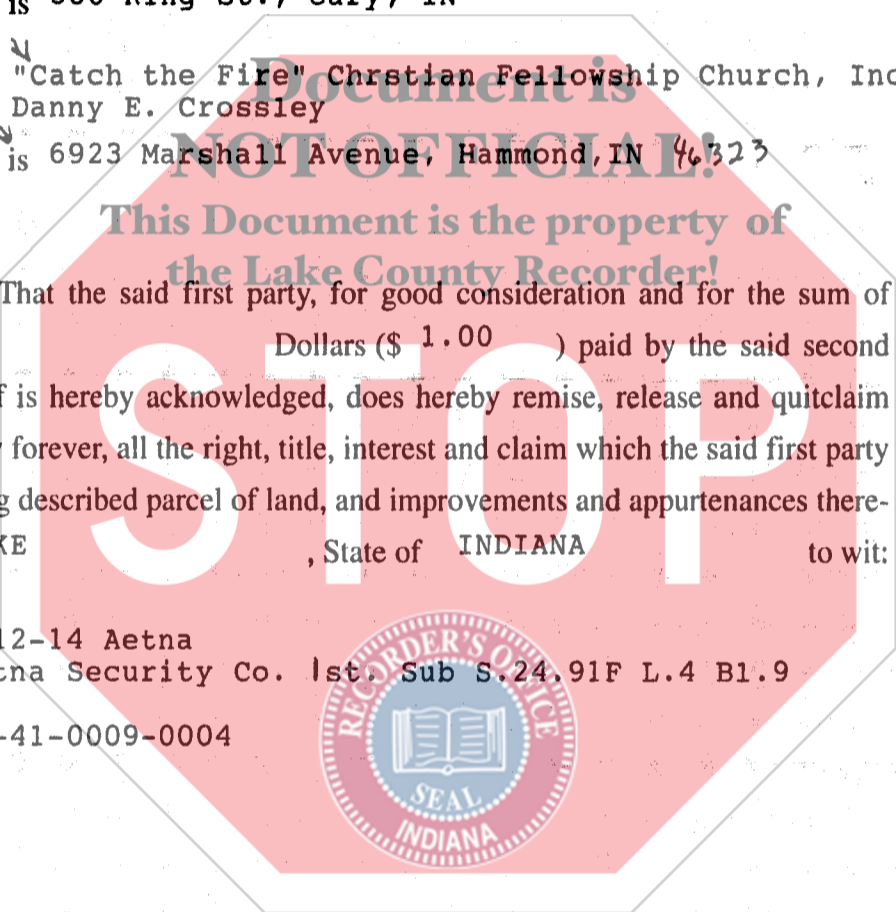 is
"Catch the Fire" Chrstian Fellowship Church, Inc
Document is
Danny E. Crossley
is 6923 Marshall Avenue, Hammond, IN 46323
NOT OFFICIAL!
This Document is the property of
the Lake County Recorder!
That the said first party, for good consideration and for the sum of
Dollars ($ 1.00 ) paid by the said second
f is hereby acknowledged, does hereby remise, release and quitclaim
forever, all the right, title, interest and claim which the said first party
g described parcel of land, and improvements and appurtenances there-
KE , State of INDIANA to wit:
STOP
12-14 Aetna
tna Security Co. 1st. Sub S.24.91F L.4 B1.9
-41-0009-0004
RECORDER'S OFFICE
SEAL
INDIANA